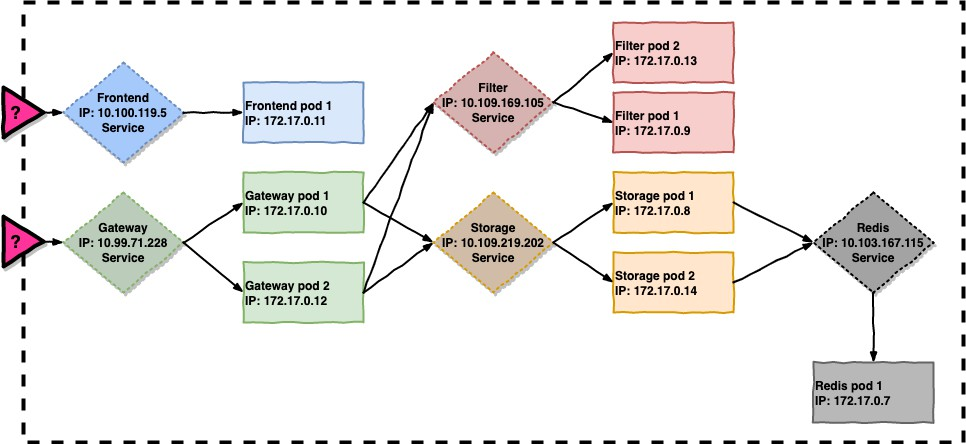 ?
Frontend
IP: 10.100.119.5
Service
Frontend pod 1
IP: 172.17.0.11
Filter
IP: 10.109.169.105
Service
Filter pod 2
IP: 172.17.0.13
Filter pod 1
IP: 172.17.0.9
?
Gateway
IP: 10.99.71.228
Service
Gateway pod 1
IP: 172.17.0.10
Gateway pod 2
IP: 172.17.0.12
Storage
IP: 10.109.219.202
Service
Storage pod 1
IP: 172.17.0.8
Storage pod 2
IP: 172.17.0.14
Redis
IP: 10.103.167.115
Service
Redis pod 1
IP: 172.17.0.7